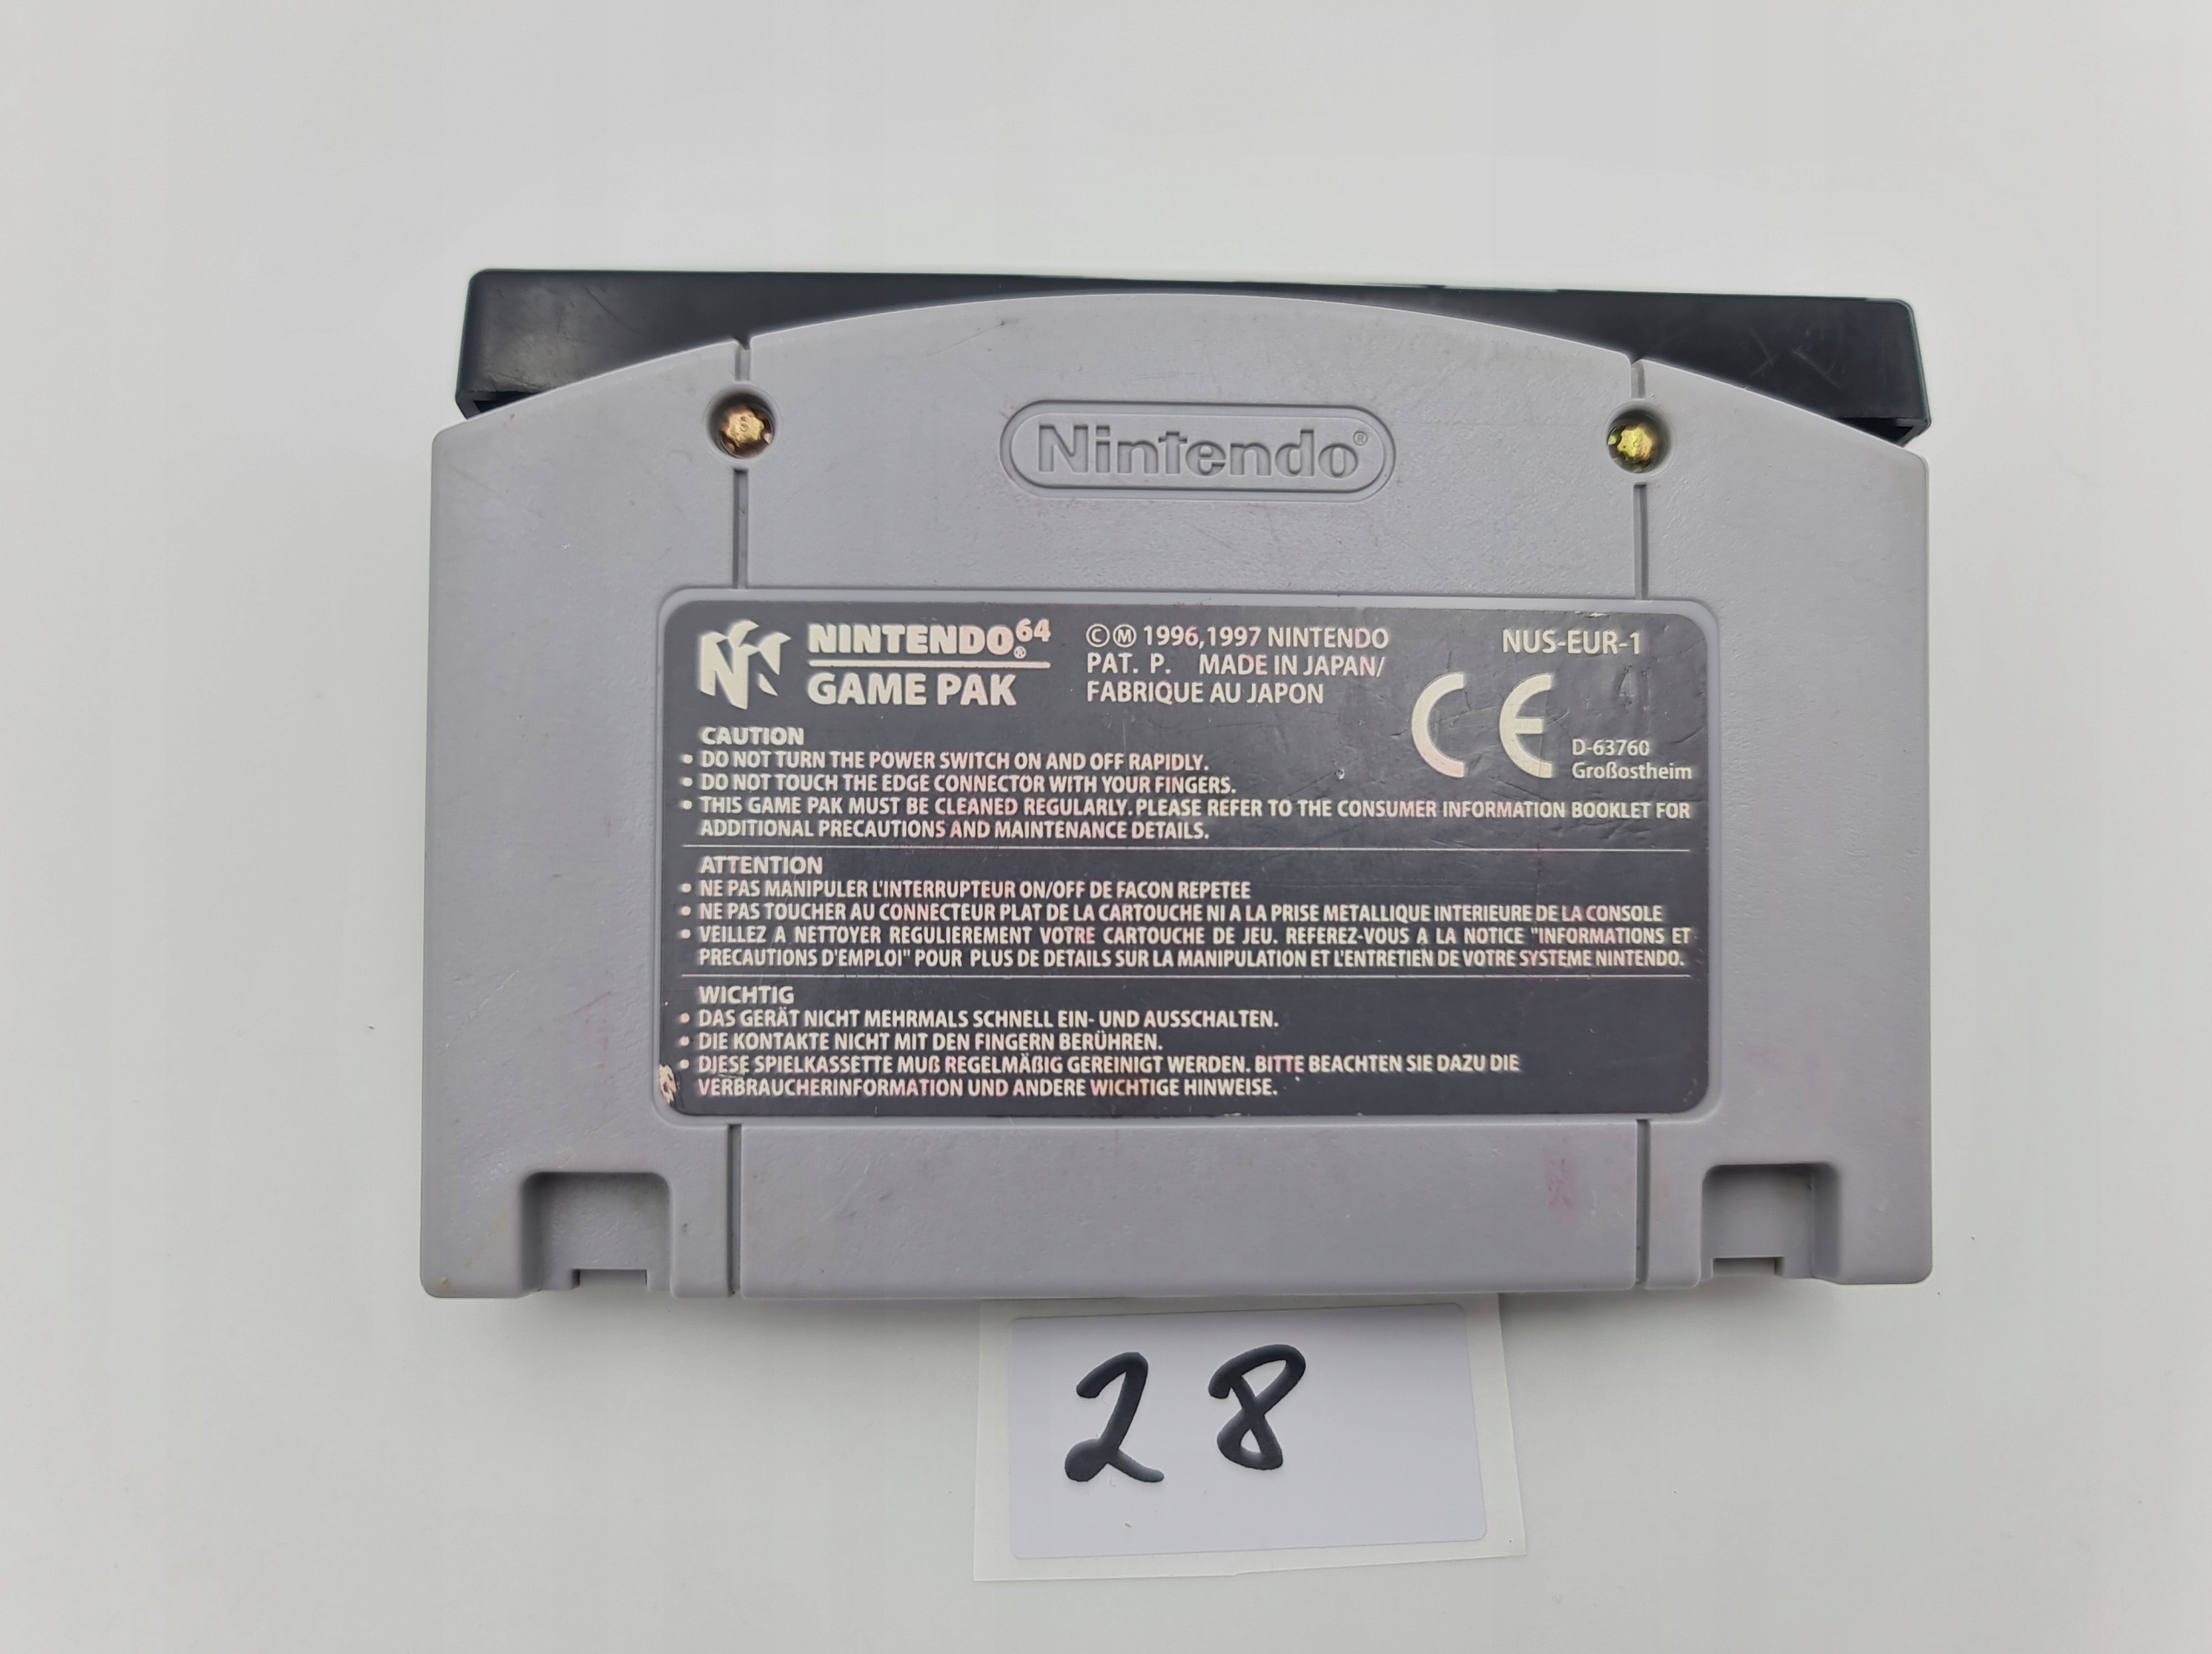 Nintendo®
NINTENDO64®
GAME PAK
©Ⓜ 1996,1997 NINTENDO
PAT. P. MADE IN JAPAN/
FABRIQUE AU JAPON
NUS-EUR-1
CE
D-63760
Großostheim
CAUTION
• DO NOT TURN THE POWER SWITCH ON AND OFF RAPIDLY.
• DO NOT TOUCH THE EDGE CONNECTOR WITH YOUR FINGERS.
• THIS GAME PAK MUST BE CLEANED REGULARLY. PLEASE REFER TO THE CONSUMER INFORMATION BOOKLET FOR
ADDITIONAL PRECAUTIONS AND MAINTENANCE DETAILS.
ATTENTION
• NE PAS MANIPULER L'INTERRUPTEUR ON/OFF DE FACON REPETEE
• NE PAS TOUCHER AU CONNECTEUR PLAT DE LA CARTOUCHE NI A LA PRISE METALLIQUE INTERIEURE DE LA CONSOLE
• VEILLEZ A NETTOYER REGULIEREMENT VOTRE CARTOUCHE DE JEU. REFEREZ-VOUS A LA NOTICE "INFORMATIONS ET
PRECAUTIONS D'EMPLOI" POUR PLUS DE DETAILS SUR LA MANIPULATION ET L'ENTRETIEN DE VOTRE SYSTEME NINTENDO.
WICHTIG
• DAS GERÄT NICHT MEHRMALS SCHNELL EIN- UND AUSSCHALTEN.
• DIE KONTAKTE NICHT MIT DEN FINGERN BERÜHREN.
• DIESE SPIELKASSETTE MUß REGELMÄßIG GEREINIGT WERDEN. BITTE BEACHTEN SIE DAZU DIE
VERBRAUCHERINFORMATION UND ANDERE WICHTIGE HINWEISE.
28